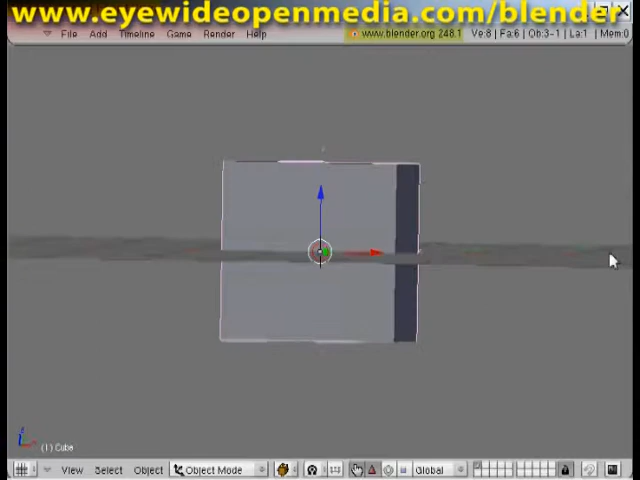 www.eyewideopenmedia.com/blender
File Add Timeline Game Render Help www.blender.org 248.1 Ve:8 | Fa:6 | Ob:3-1 | La:1 | Mem:0
(1) Cube
View Select Object Object Mode Global